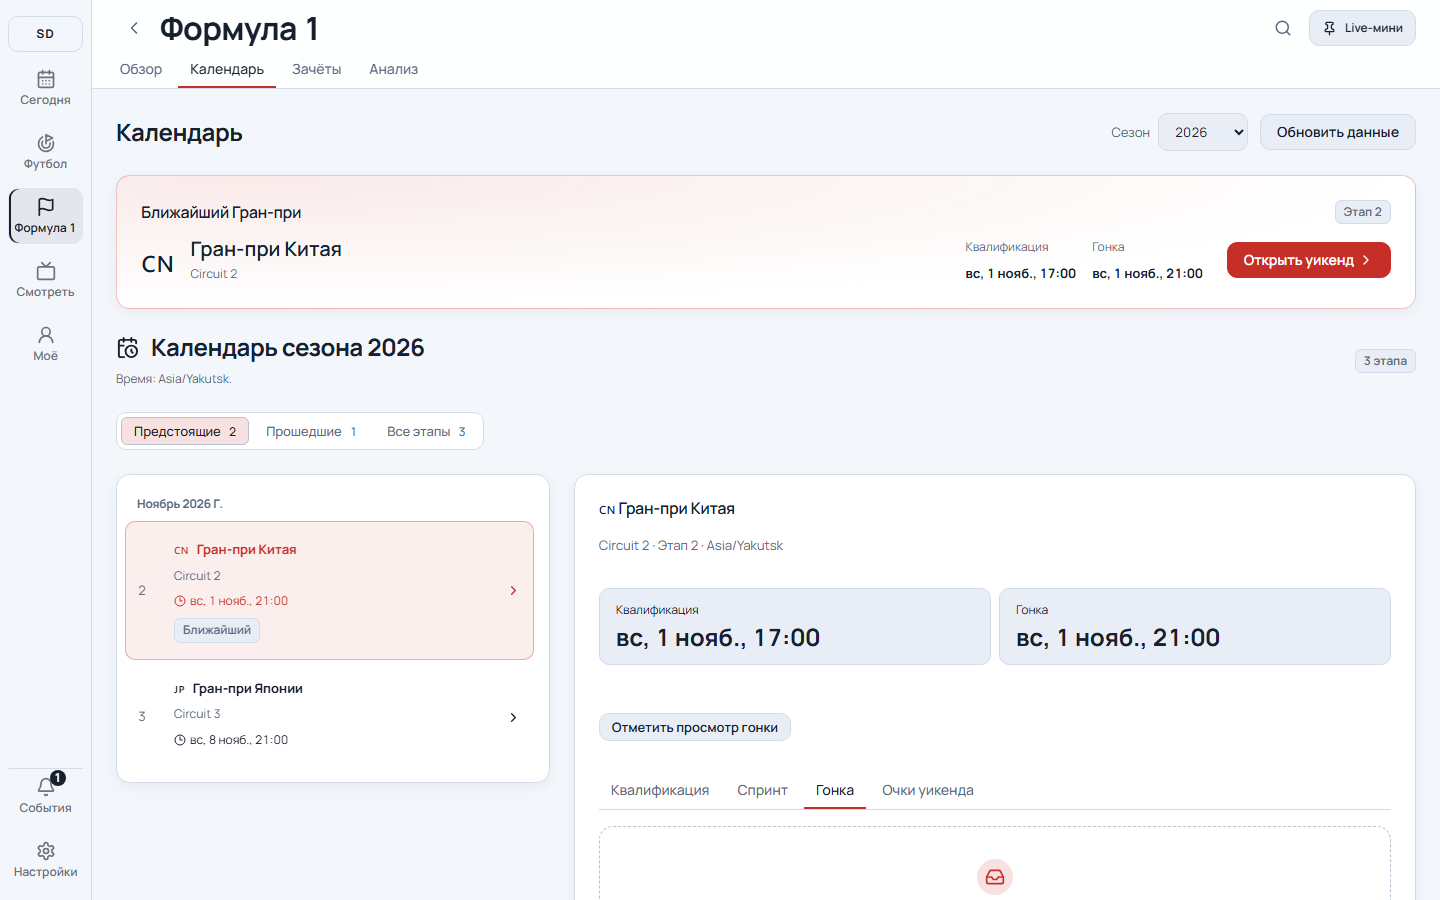 SD
Сегодня
Футбол
Формула 1
Смотреть
Моё
1
События
Настройки
Формула 1
Live-мини
Обзор
Календарь
Зачёты
Анализ
Календарь
Сезон
2026
Обновить данные
Ближайший Гран-при
Этап 2
CN
Гран-при Китая
Circuit 2
Квалификация
вс, 1 нояб., 17:00
Гонка
вс, 1 нояб., 21:00
Открыть уикенд
Календарь сезона 2026
Время: Asia/Yakutsk.
3 этапа
Предстоящие 2
Прошедшие 1
Все этапы 3
Ноябрь 2026 Г.
2
CN Гран-при Китая
Circuit 2
вс, 1 нояб., 21:00
Ближайший
3
JP Гран-при Японии
Circuit 3
вс, 8 нояб., 21:00
CN Гран-при Китая
Circuit 2 · Этап 2 · Asia/Yakutsk
Квалификация
вс, 1 нояб., 17:00
Гонка
вс, 1 нояб., 21:00
Отметить просмотр гонки
Квалификация
Спринт
Гонка
Очки уикенда